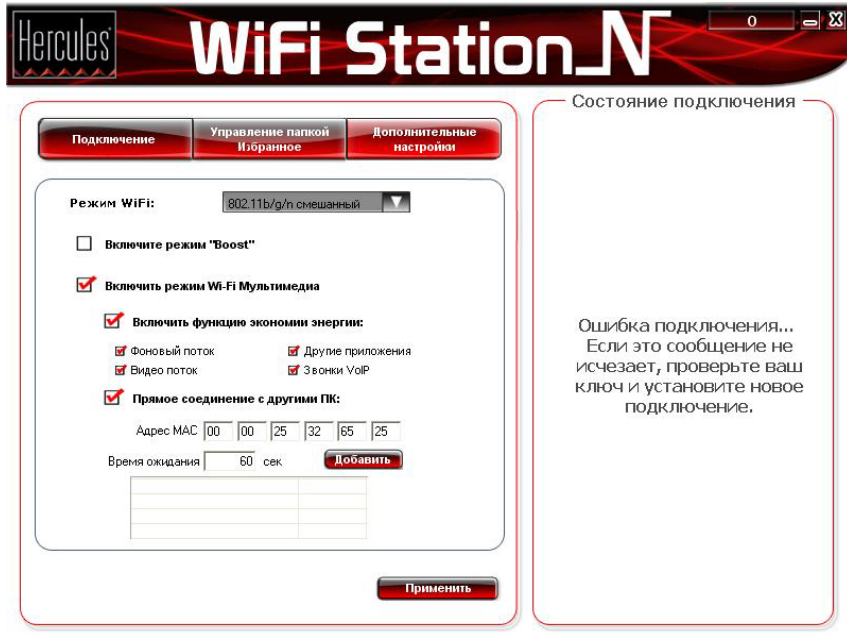 Hercules
WiFi Station_N
0
Подключение
Управление папкой
Избранное
Дополнительные
настройки
Режим WiFi:
802.11b/g/n смешанный
Включите режим "Boost"
Включить режим Wi-Fi Мультимедиа
Включить функцию экономии энергии:
Фоновый поток
Другие приложения
Видео поток
Звонки VoIP
Прямое соединение с другими ПК:
Адрес MAC 00 00 25 32 65 25
Время ожидания 60 сек Добавить
Применить
Состояние подключения
Ошибка подключения...
Если это сообщение не
исчезает, проверьте ваш
ключ и установите новое
подключение.